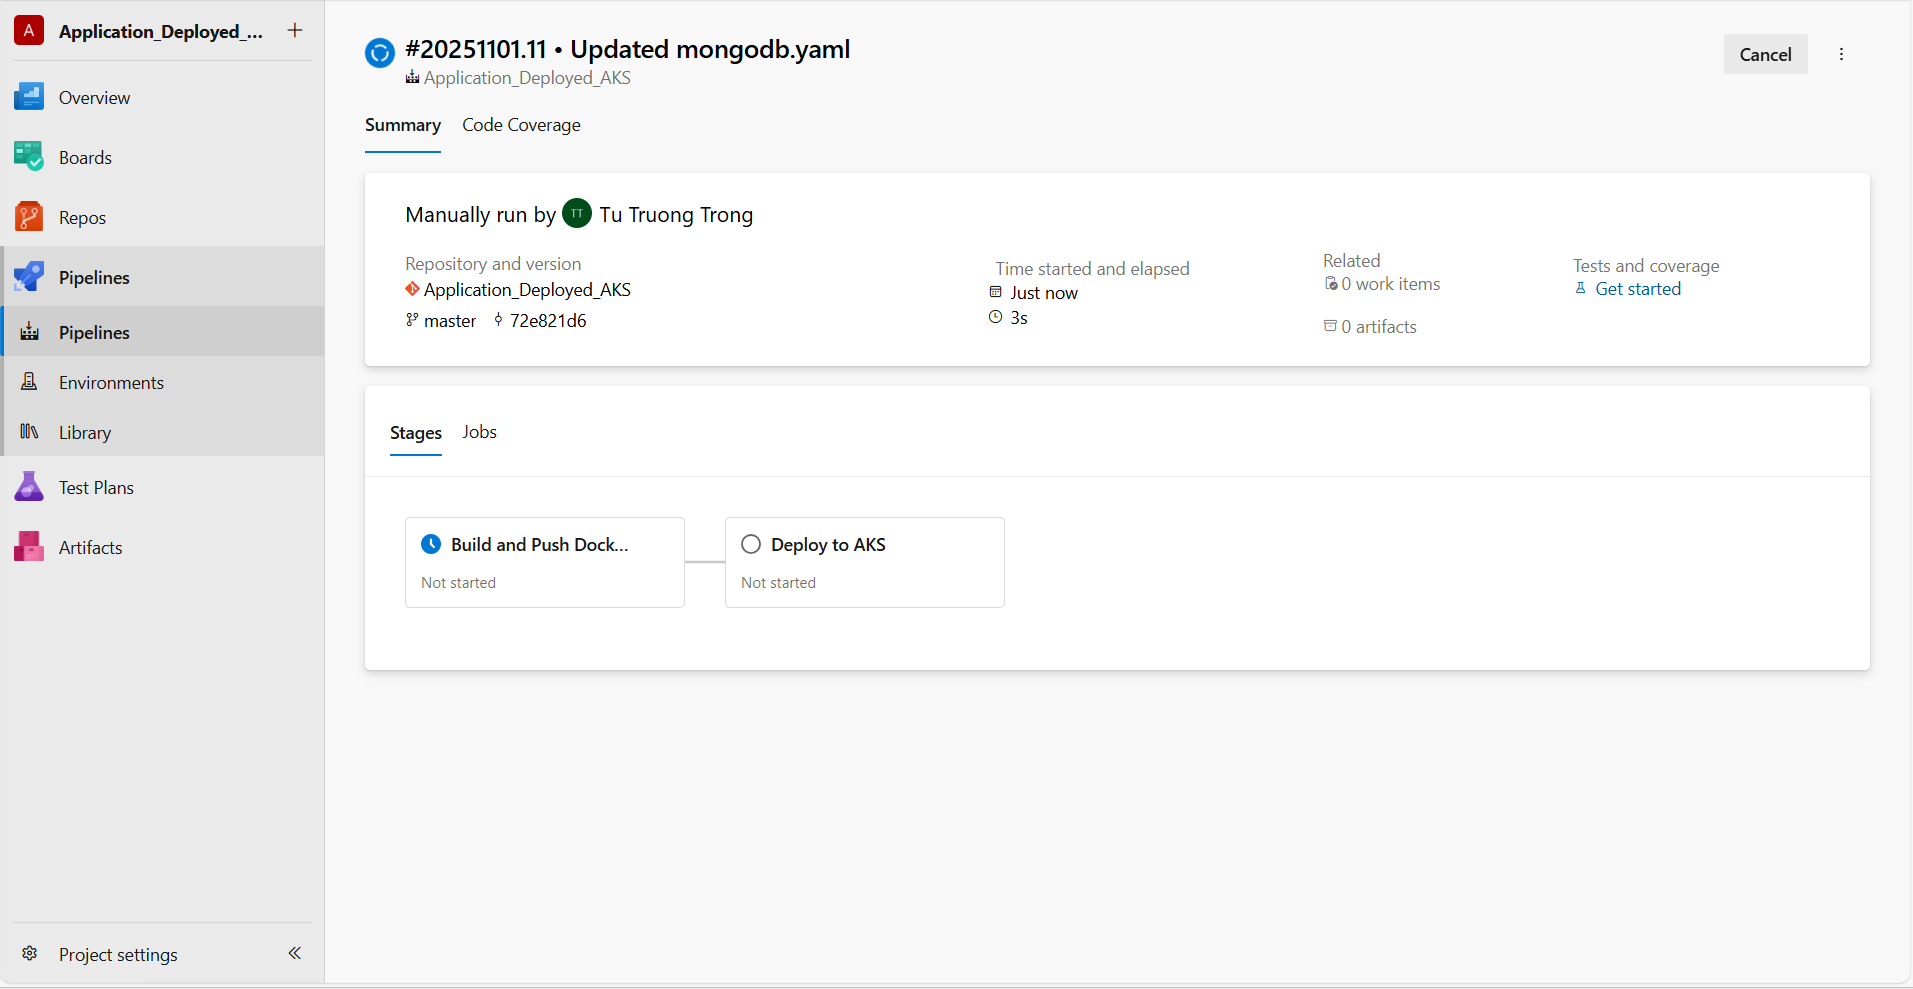 A Application_Deployed_... +
Overview
Boards
Repos
Pipelines
Pipelines
Environments
Library
Test Plans
Artifacts
Project settings
#20251101.11 • Updated mongodb.yaml
Application_Deployed_AKS
Cancel
Summary Code Coverage
Manually run by TT Tu Truong Trong
Repository and version
Application_Deployed_AKS
master 72e821d6
Time started and elapsed
Just now
3s
Related
0 work items
0 artifacts
Tests and coverage
Get started
Stages Jobs
Build and Push Dock...
Not started
Deploy to AKS
Not started